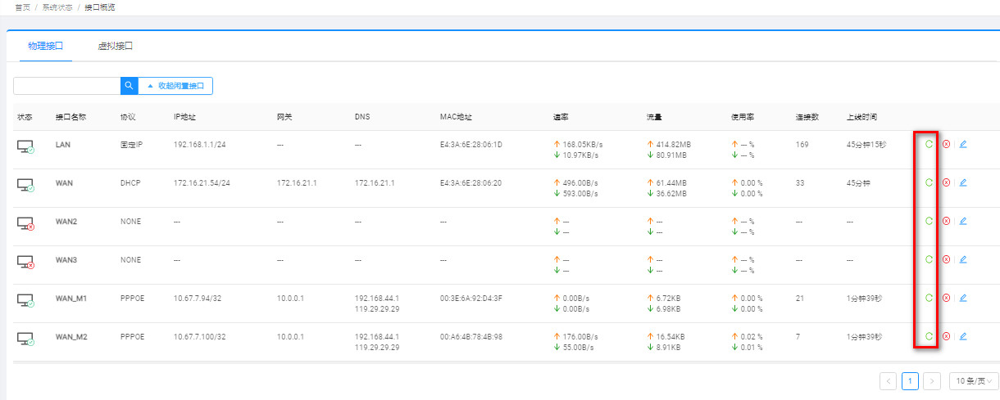 首页 / 系统状态 / 接口概览
物理接口 虚拟接口
收起闲置接口
状态 接口名称 协议 IP地址 网关 DNS MAC地址 速率 流量 使用率 连接数 上线时间
LAN 固定IP 192.168.1.1/24 --- --- E4:3A:6E:28:06:1D ↑ 168.05KB/s ↑ 414.82MB ↑ --- % 169 45分钟15秒
↓ 10.97KB/s ↓ 80.91MB ↓ --- %
WAN DHCP 172.16.21.54/24 172.16.21.1 172.16.21.1 E4:3A:6E:28:06:20 ↑ 496.00B/s ↑ 61.44MB ↑ 0.00 % 33 45分钟
↓ 593.00B/s ↓ 36.62MB ↓ 0.00 %
WAN2 NONE --- --- --- --- ↑ --- ↑ --- ↑ --- % --- ---
↓ --- ↓ --- ↓ --- %
WAN3 NONE --- --- --- --- ↑ --- ↑ --- ↑ --- % --- ---
↓ --- ↓ --- ↓ --- %
WAN_M1 PPPOE 10.67.7.94/32 10.0.0.1 192.168.44.1 00:3E:6A:92:D4:3F ↑ 0.00B/s ↑ 6.72KB ↑ 0.00 % 21 1分钟39秒
119.29.29.29 ↓ 0.00B/s ↓ 6.98KB ↓ 0.00 %
WAN_M2 PPPOE 10.67.7.100/32 10.0.0.1 192.168.44.1 00:A6:4B:78:4B:98 ↑ 176.00B/s ↑ 16.54KB ↑ 0.02 % 7 1分钟39秒
119.29.29.29 ↓ 55.00B/s ↓ 8.91KB ↓ 0.01 %
< 1 > 10 条/页